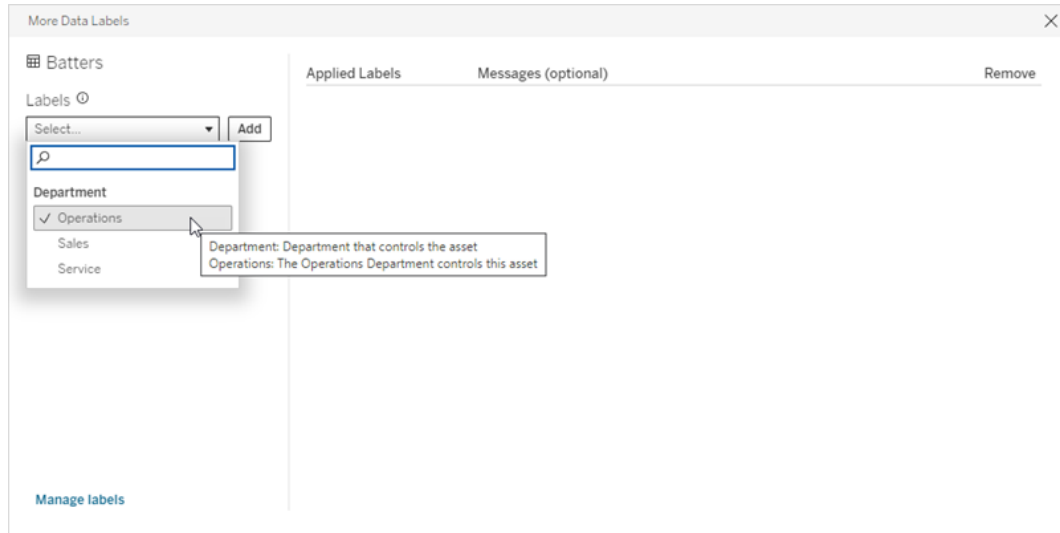 More Data Labels
Batters
Labels
Applied Labels Messages (optional) Remove
Select... Add
Department
Operations
Sales
Service
Department: Department that controls the asset
Operations: The Operations Department controls this asset
Manage labels